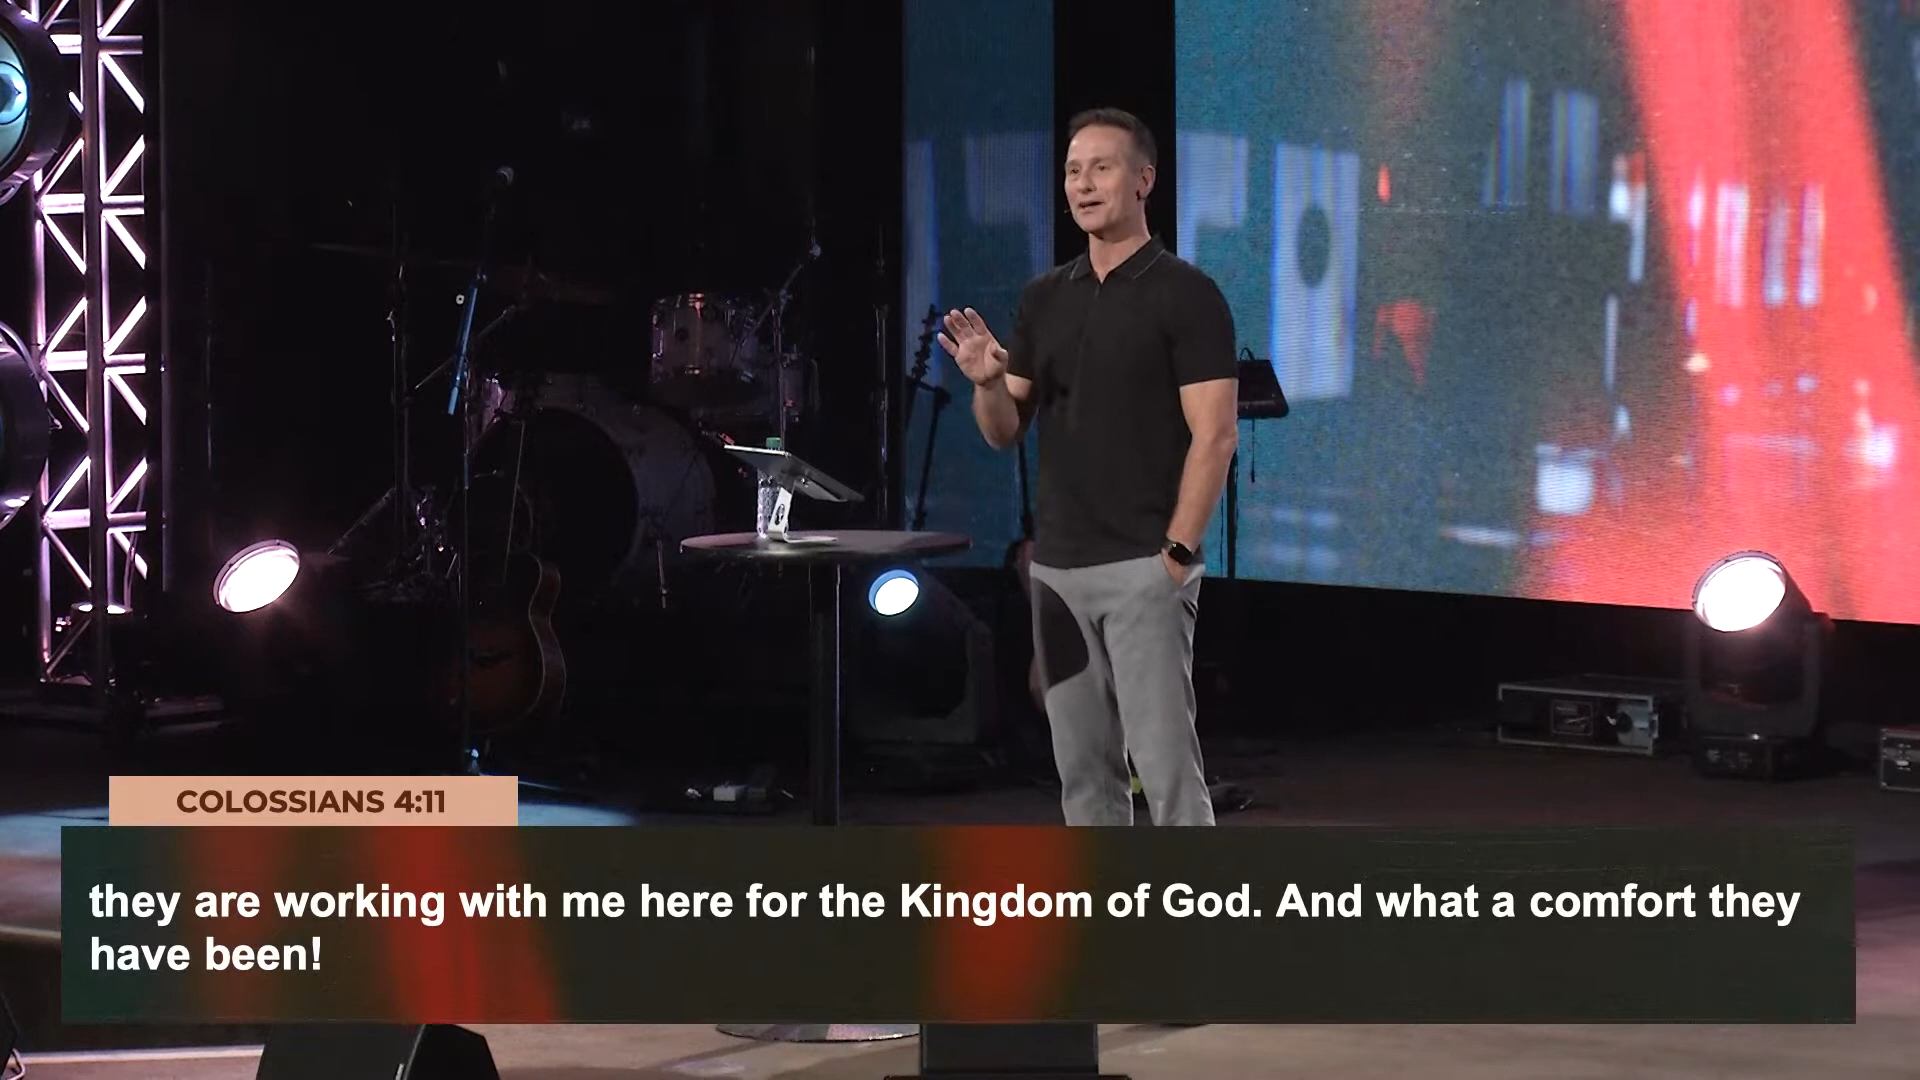 COLOSSIANS 4:11
they are working with me here for the Kingdom of God. And what a comfort they
have been!